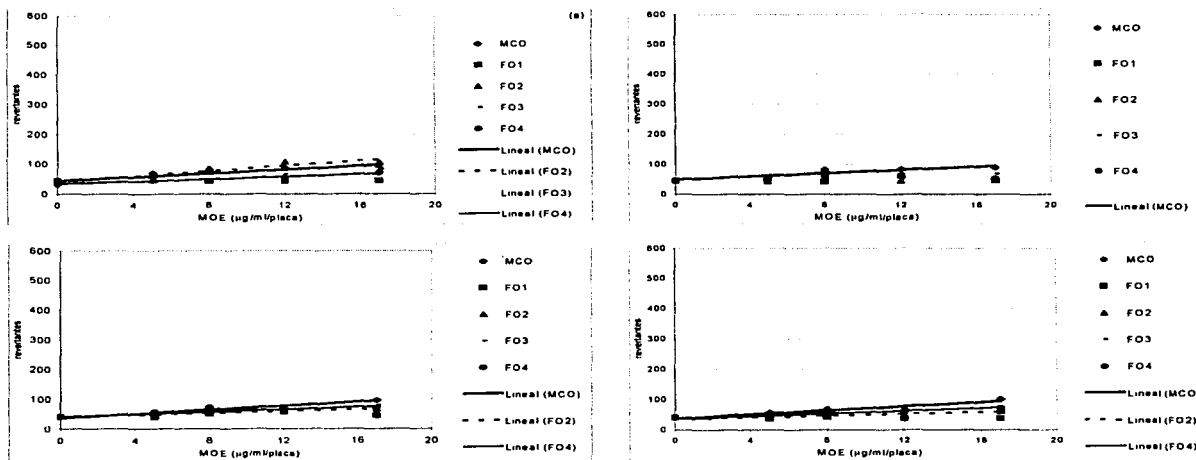 600
500
400
300
200
100
0
revertantes
0 4 8 12 16 20
MOE (µg/ml/placa)
(a)
MCO
FO1
FO2
FO3
FO4
Lineal (MCO)
Lineal (FO2)
Lineal (FO3)
Lineal (FO4)
600
500
400
300
200
100
0
revertantes
0 4 8 12 16 20
MOE (µg/ml/placa)
MCO
FO1
FO2
FO3
FO4
Lineal (MCO)
600
500
400
300
200
100
0
revertantes
0 4 8 12 16 20
MOE (µg/ml/placa)
MCO
FO1
FO2
FO3
FO4
Lineal (MCO)
Lineal (FO2)
Lineal (FO4)
600
500
400
300
200
100
0
revertantes
0 4 8 12 16 20
MOE (µg/ml/placa)
MCO
FO1
FO2
FO3
FO4
Lineal (MCO
Lineal (FO2)
Lineal (FO4)